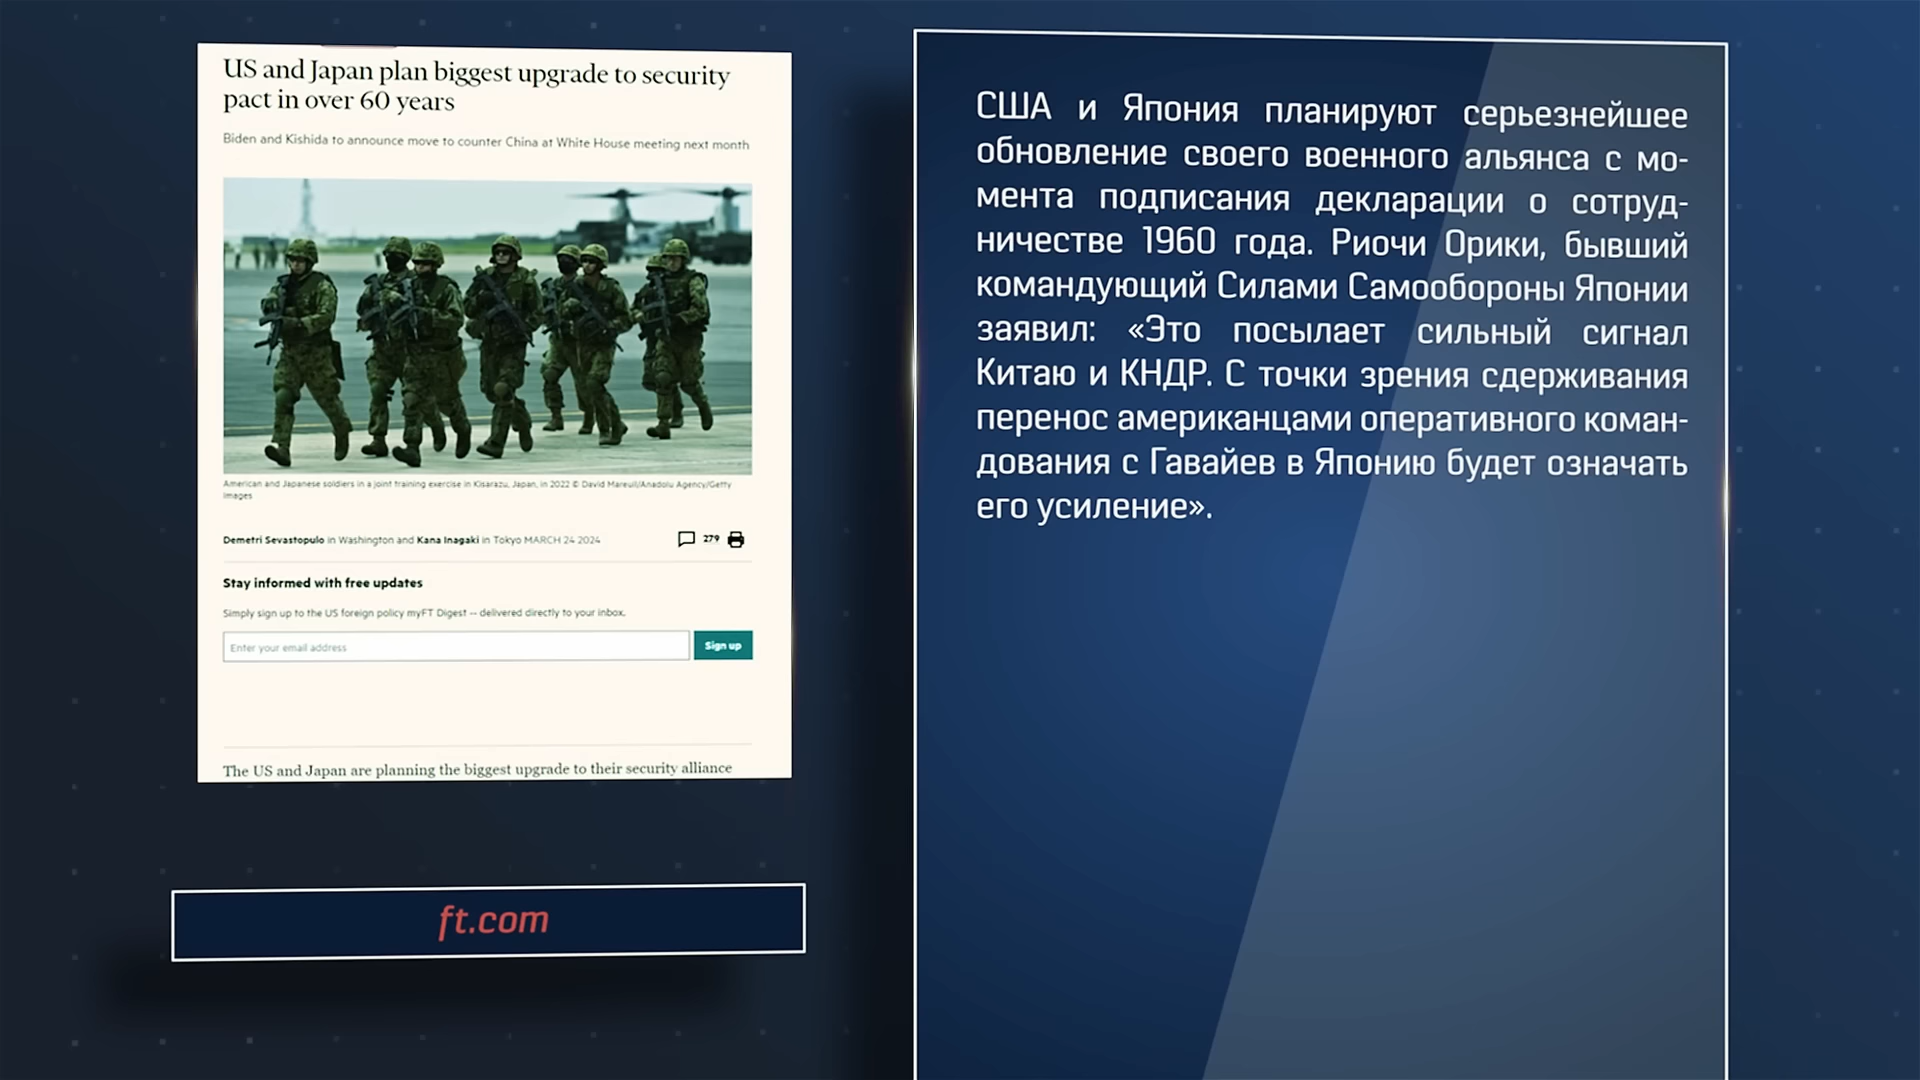 US and Japan plan biggest upgrade to security
pact in over 60 years
Biden and Kishida to announce move to counter China at White House meeting next month
American and Japanese soldiers in a joint training exercise in Kisarazu, Japan, in 2022 © David Mareuil/Anadolu Agency/Getty
Images
Demetri Sevastopulo in Washington and Kana Inagaki in Tokyo MARCH 24 2024
279
Stay informed with free updates
Simply sign up to the US foreign policy myFT Digest -- delivered directly to your inbox.
Enter your email address
Sign up
The US and Japan are planning the biggest upgrade to their security alliance
ft.com
США и Япония планируют серьезнейшее
обновление своего военного альянса с мо-
мента подписания декларации о сотруд-
ничестве 1960 года. Риочи Орики, бывший
командующий Силами Самообороны Японии
заявил: «Это посылает сильный сигнал
Китаю и КНДР. С точки зрения сдерживания
перенос американцами оперативного коман-
дования с Гавайев в Японию будет означать
его усиление».